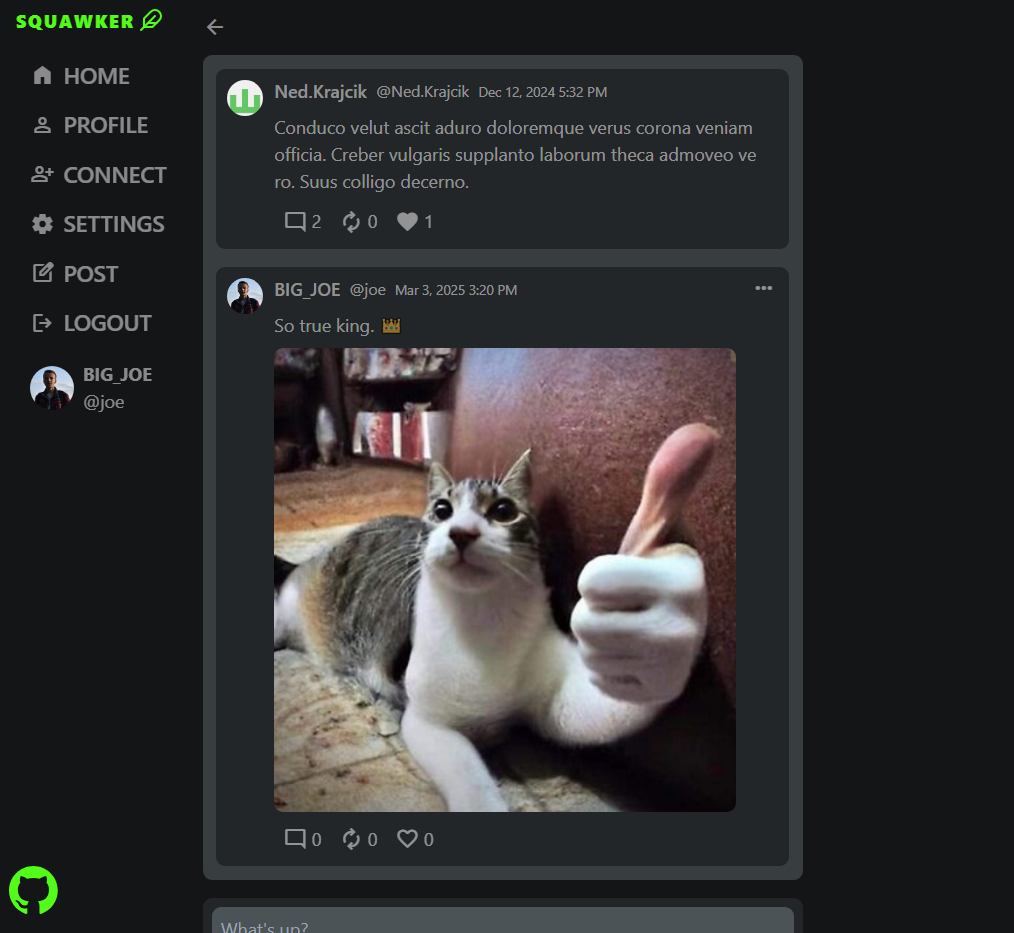 SQUAWKER
HOME
PROFILE
CONNECT
SETTINGS
POST
LOGOUT
BIG_JOE
@joe
Ned.Krajcik @Ned.Krajcik Dec 12, 2024 5:32 PM
Conduco velut ascit aduro doloremque verus corona veniam
officia. Creber vulgaris supplanto laborum theca admoveo ve
ro. Suus colligo decerno.
2 0 1
BIG_JOE @joe Mar 3, 2025 3:20 PM
So true king. 👑
0 0 0
What's up?